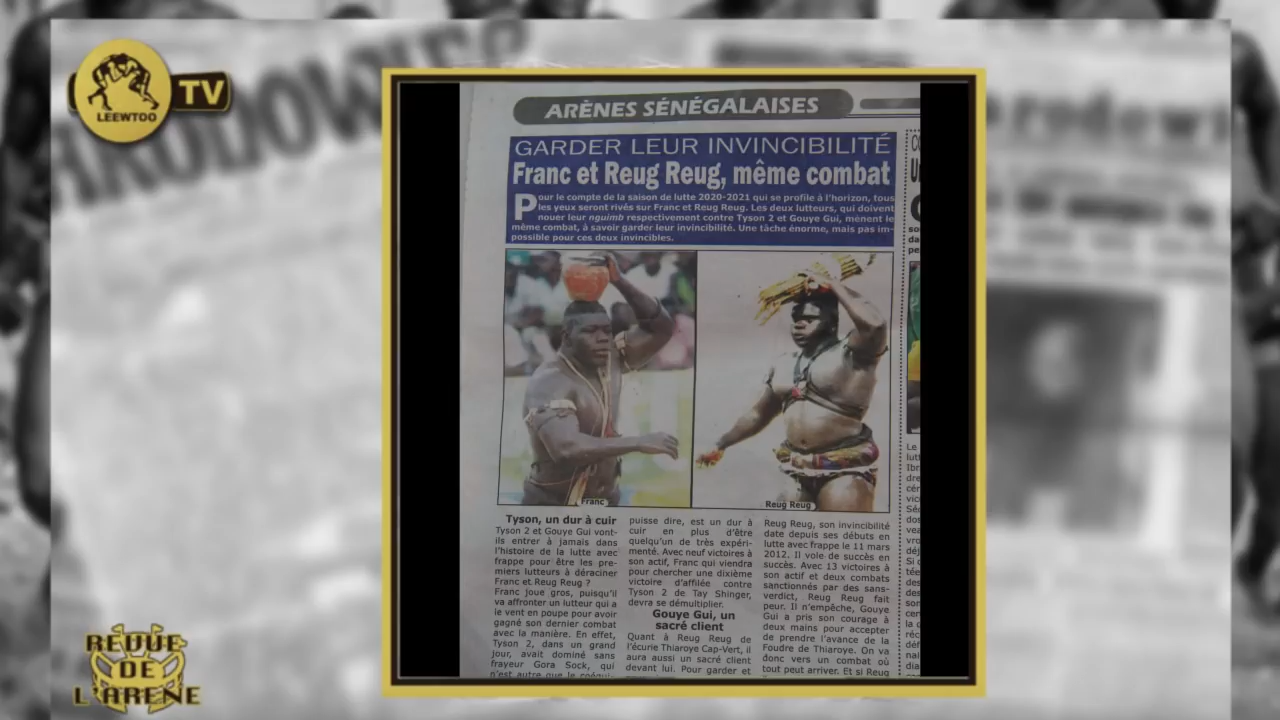 LEEWTOO
TV
ARÈNES SÉNÉGALAISES
GARDER LEUR INVINCIBILITÉ
Franc et Reug Reug, même combat
Pour le compte de la saison de lutte 2020-2021 qui se profile à l'horizon, tous
les yeux seront rivés sur Franc et Reug Reug. Les deux lutteurs, qui doivent
nouer leur nguimb respectivement contre Tyson 2 et Gouye Gui, mènent le
même combat, à savoir garder leur invincibilité. Une tâche énorme, mais pas im-
possible pour ces deux invincibles.
Franc
Reug Reug
Tyson, un dur à cuir
Tyson 2 et Gouye Gui vont-
ils entrer à jamais dans
l'histoire de la lutte avec
frappe pour être les pre-
miers lutteurs à déraciner
Franc et Reug Reug ?
Franc joue gros, puisqu'il
va affronter un lutteur qui a
le vent en poupe pour avoir
gagné son dernier combat
avec la manière. En effet,
Tyson 2, dans un grand
jour, avait dominé sans
frayeur Gora Sock, qui
n'est autre que le
puisse dire, est un dur à
cuir en plus d'être
quelqu'un de très expéri-
menté. Avec neuf victoires à
son actif, Franc qui viendra
pour chercher une dixième
victoire d'affilée contre
Tyson 2 de Tay Shinger,
devra se démultiplier.
Gouye Gui, un
sacré client
Quant à Reug Reug de
l'écurie Thiaroye Cap-Vert, il
aura aussi un sacré client
devant lui. Pour garder et
Reug Reug, son invincibilité
date depuis ses débuts en
lutte avec frappe le 11 mars
2012. Il vole de succès en
succès. Avec 13 victoires à
son actif et deux combats
sanctionnés par des sans-
verdict, Reug Reug fait
peur. Il n'empêche, Gouye
Gui a pris son courage à
deux mains pour accepter
de prendre l'avance de la
Foudre de Thiaroye. On va
donc vers un combat où
tout peut arriver. Et si Reug
REVUE
DE
L'ARENE